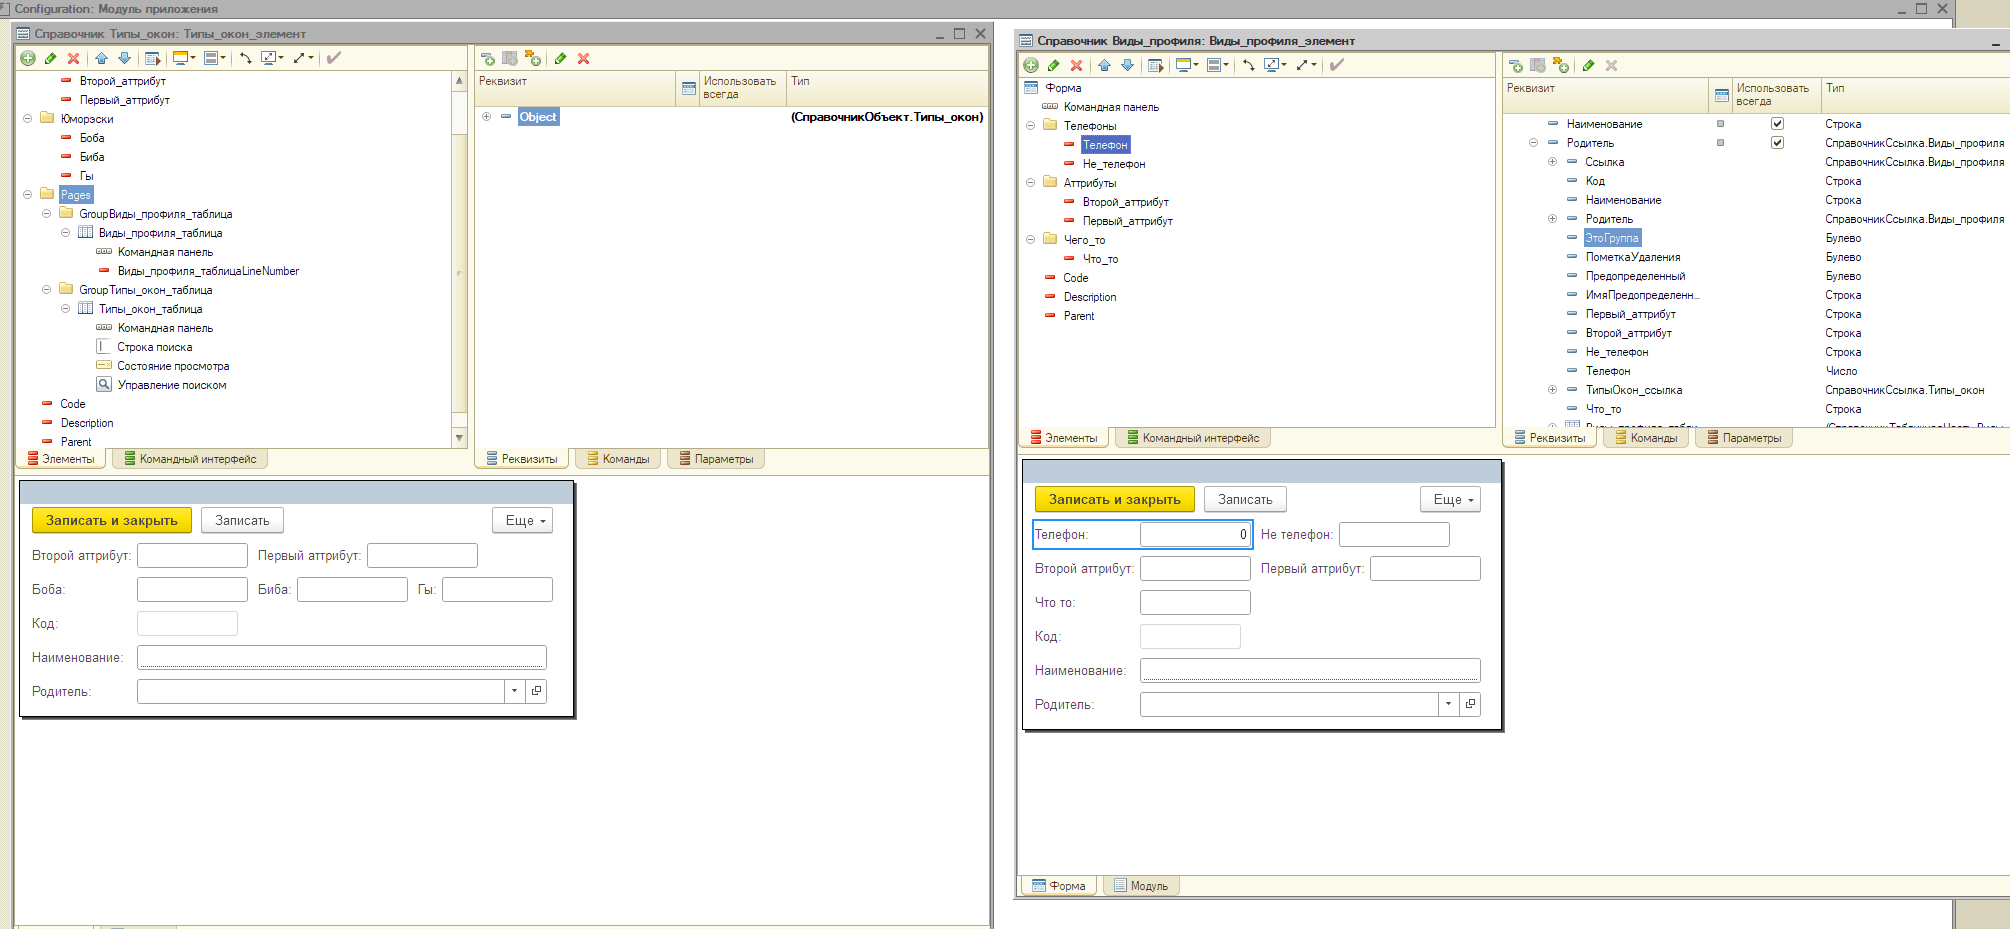 Configuration: Модуль приложения
Справочник Типы_окон: Типы_окон_элемент
Второй_аттрибут
Первый_аттрибут
Юморэски
Боба
Биба
Гы
Pages
GroupВиды_профиля_таблица
Виды_профиля_таблица
Командная панель
Виды_профиля_таблицаLineNumber
GroupТипы_окон_таблица
Типы_окон_таблица
Командная панель
Строка поиска
Состояние просмотра
Управление поиском
Code
Description
Parent
Элементы
Командный интерфейс
Реквизит
Использовать
всегда
Тип
Object
(СправочникОбъект.Типы_окон)
Реквизиты
Команды
Параметры
Записать и закрыть
Записать
Еще
Второй аттрибут:
Первый аттрибут:
Боба:
Биба:
Гы:
Код:
Наименование:
Родитель:
Справочник Виды_профиля: Виды_профиля_элемент
Форма
Командная панель
Телефоны
Телефон
Не_телефон
Аттрибуты
Второй_аттрибут
Первый_аттрибут
Чего_то
Что_то
Code
Description
Parent
Элементы
Командный интерфейс
Реквизит
Использовать
всегда
Тип
Наименование
Строка
Родитель
СправочникСсылка.Виды_профиля
Ссылка
СправочникСсылка.Виды_профиля
Код
Строка
Наименование
Строка
Родитель
СправочникСсылка.Виды_профиля
ЭтоГруппа
Булево
ПометкаУдаления
Булево
Предопределенный
Булево
ИмяПредопределенн...
Строка
Первый_аттрибут
Строка
Второй_аттрибут
Строка
Не_телефон
Строка
Телефон
Число
ТипыОкон_ссылка
СправочникСсылка.Типы_окон
Что_то
Строка
Реквизиты
Команды
Параметры
Записать и закрыть
Записать
Еще
Телефон:
0
Не телефон:
Второй аттрибут:
Первый аттрибут:
Что то:
Код:
Наименование:
Родитель:
Форма
Модуль